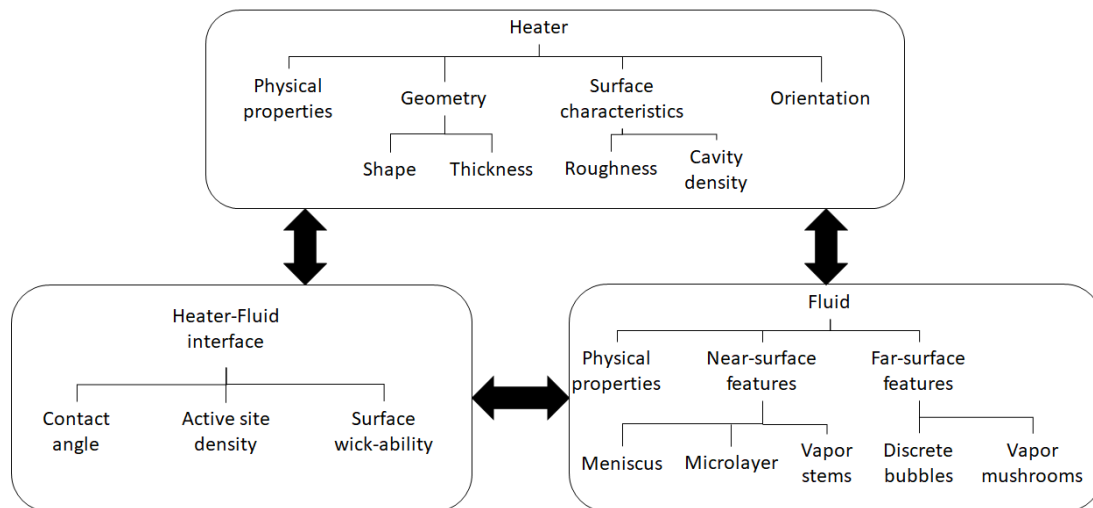 Heater
Physical
properties
Geometry
Surface
characteristics
Orientation
Shape
Thickness
Roughness
Cavity
density
Heater-Fluid
interface
Contact
angle
Active site
density
Surface
wick-ability
Fluid
Physical
properties
Near-surface
features
Far-surface
features
Meniscus
Microlayer
Vapor
stems
Discrete
bubbles
Vapor
mushrooms